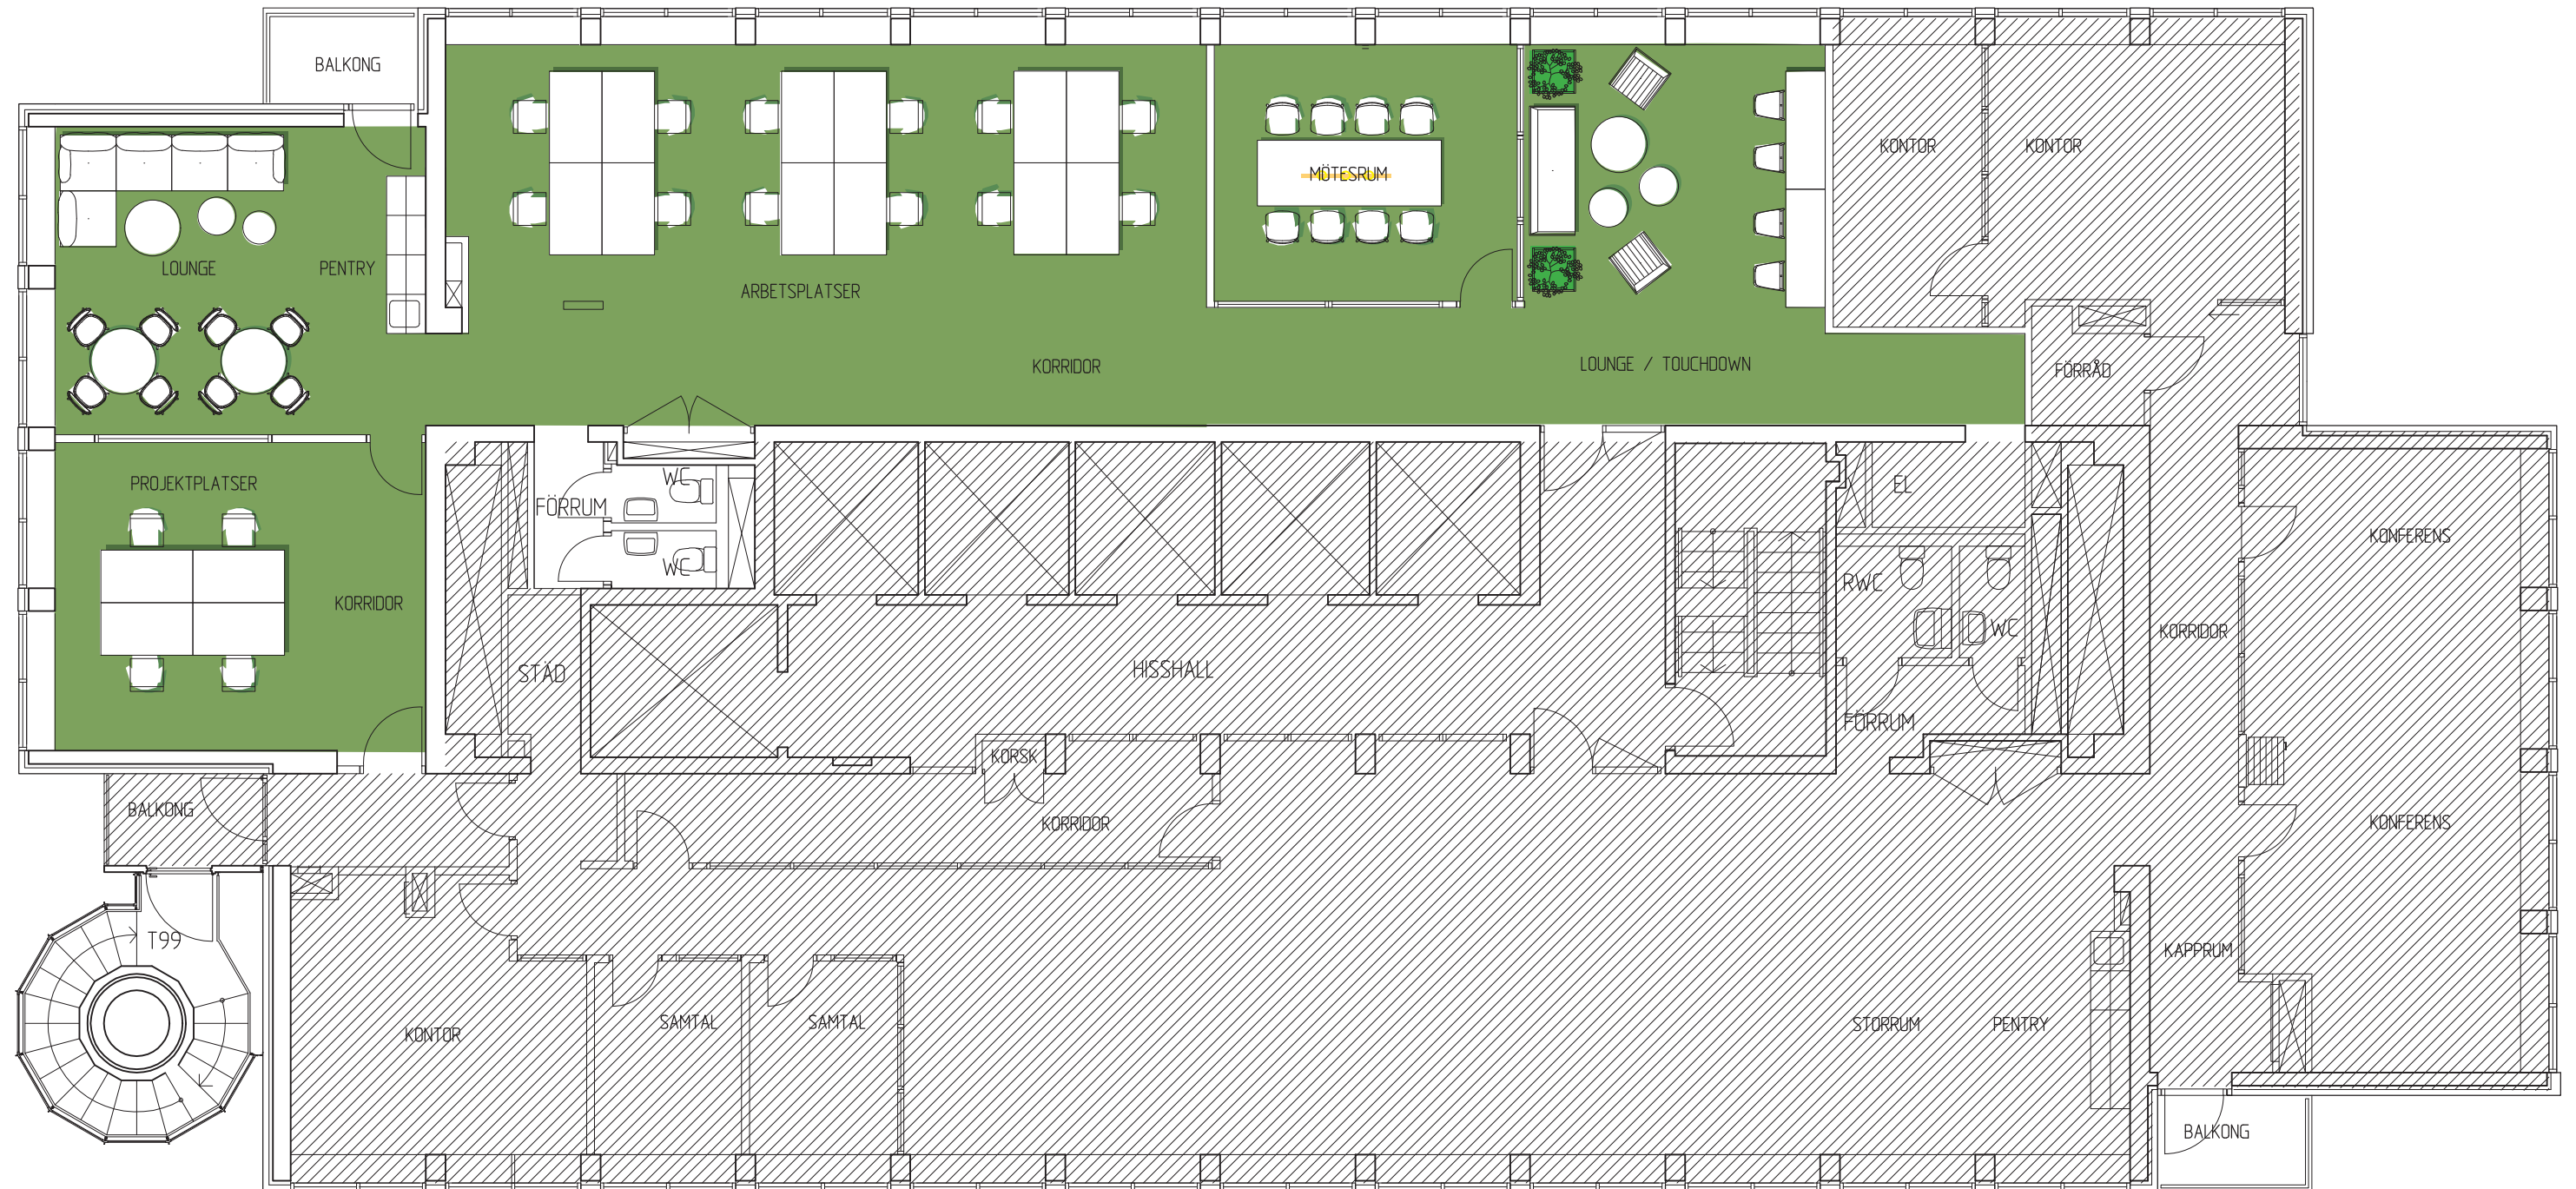 BALKONG
KONTOR
KONTOR
MÖTESRUM
LOUNGE
PENTRY
ARBETSPLATSER
KORRIDOR
LOUNGE / TOUCHDOWN
FÖRRÅD
PROJEKTPLATSER
WC
FÖRRUM
EL
KONFERENS
WC
RWC
KORRIDOR
WC
KORRIDOR
STÄD
HISSHALL
FÖRRUM
KORSK
BALKONG
KORRIDOR
KONFERENS
T99
KAPPRUM
KONTOR
SAMTAL
SAMTAL
STORRUM
PENTRY
BALKONG